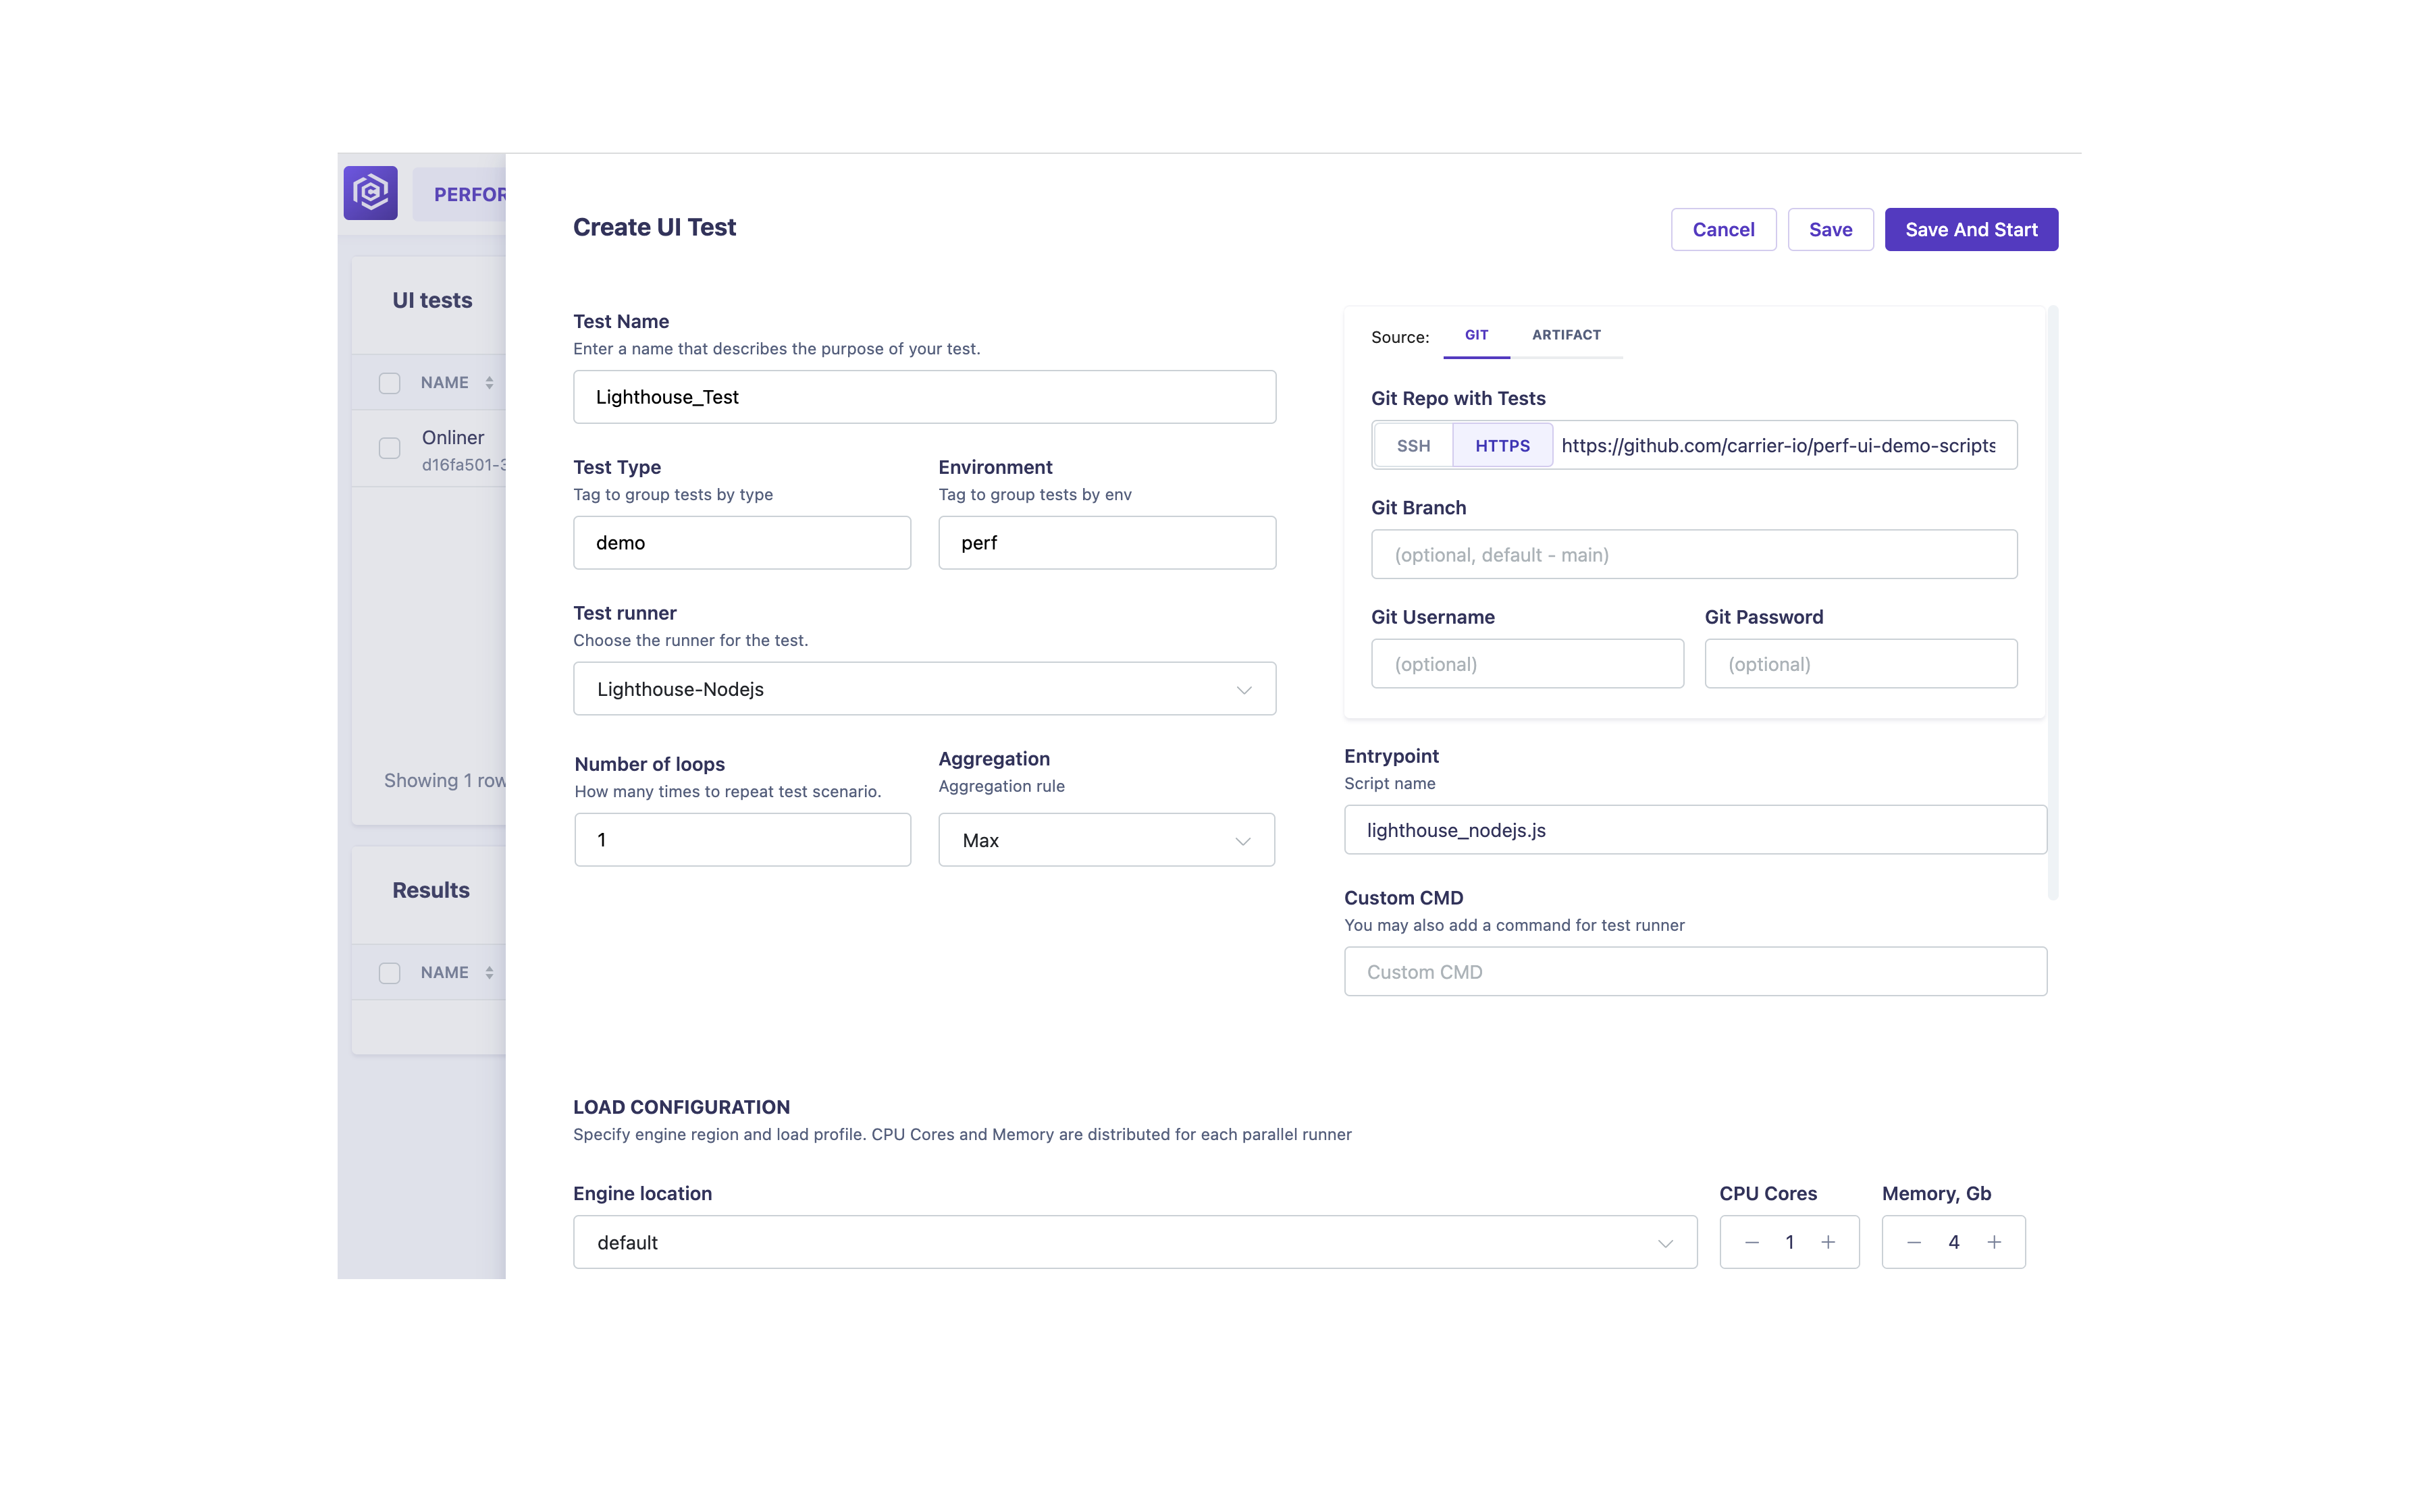 PERFOR
UI tests
NAME
Onliner
d16fa501-3
Showing 1 row
Results
NAME
Create UI Test
Cancel
Save
Save And Start
Test Name
Enter a name that describes the purpose of your test.
Lighthouse_Test
Test Type
Tag to group tests by type
demo
Environment
Tag to group tests by env
perf
Test runner
Choose the runner for the test.
Lighthouse-Nodejs
Number of loops
How many times to repeat test scenario.
1
Aggregation
Aggregation rule
Max
Source: GIT ARTIFACT
Git Repo with Tests
SSH HTTPS https://github.com/carrier-io/perf-ui-demo-scripts
Git Branch
(optional, default - main)
Git Username
(optional)
Git Password
(optional)
Entrypoint
Script name
lighthouse_nodejs.js
Custom CMD
You may also add a command for test runner
Custom CMD
LOAD CONFIGURATION
Specify engine region and load profile. CPU Cores and Memory are distributed for each parallel runner
Engine location
default
CPU Cores
− 1 +
Memory, Gb
− 4 +